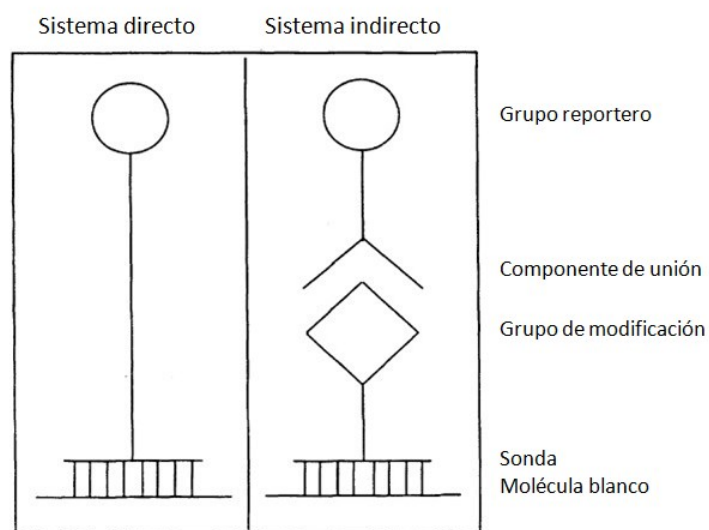 Sistema directo
Sistema indirecto
Grupo reportero
Componente de unión
Grupo de modificación
Sonda
Molécula blanco